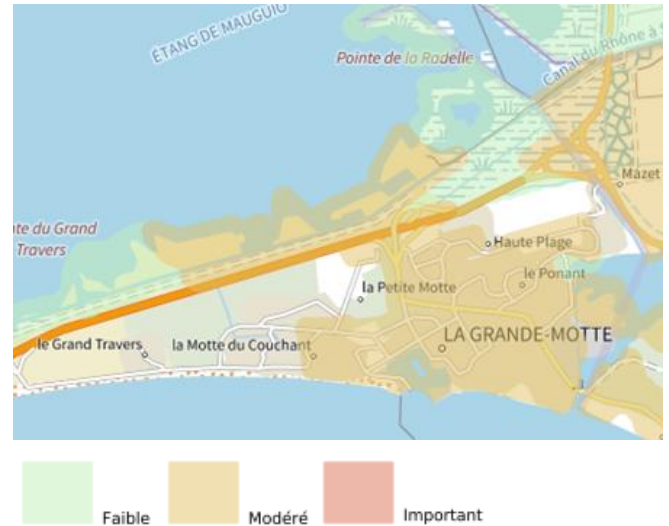 ÉTANG DE MAUGUIO
Pointe de la Radelle
Canal du Rhône à S
Mazet
nte du Grand
Travers
Haute Plage
le Ponant
la Petite Motte
le Grand Travers
la Motte du Couchant
LA GRANDE-MOTTE
Faible
Modéré
Important